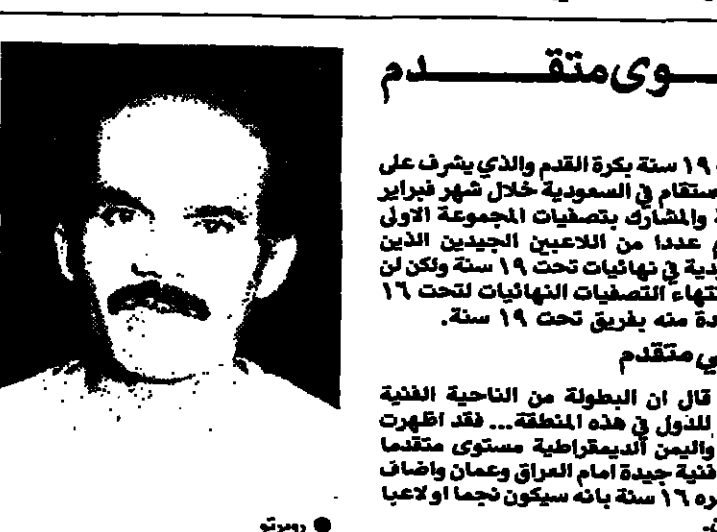 ـوى متقـــدم
١٩ سنة بكرة القدم والذي يشرف على
ستقام في السعودية خلال شهر فبراير
والمشارك بتصفيات المجموعة الاولى
عددا من اللاعبين الجيدين الذين
دية في نهائيات تحت ١٩ سنة ولكن لن
نتهاء التصفيات النهائيات لتحت ١٦
دة منه بفريق تحت ١٩ سنة.
ي متقدم
قال ان البطولة من الناحية الفنية
للدول في هذه المنطقة... فقد اظهرت
واليمن الديمقراطية مستوى متقدما
فنية جيدة امام العراق وعمان واضاف
ره ١٦ سنة بانه سيكون نجما او لاعبا
● روبرتو